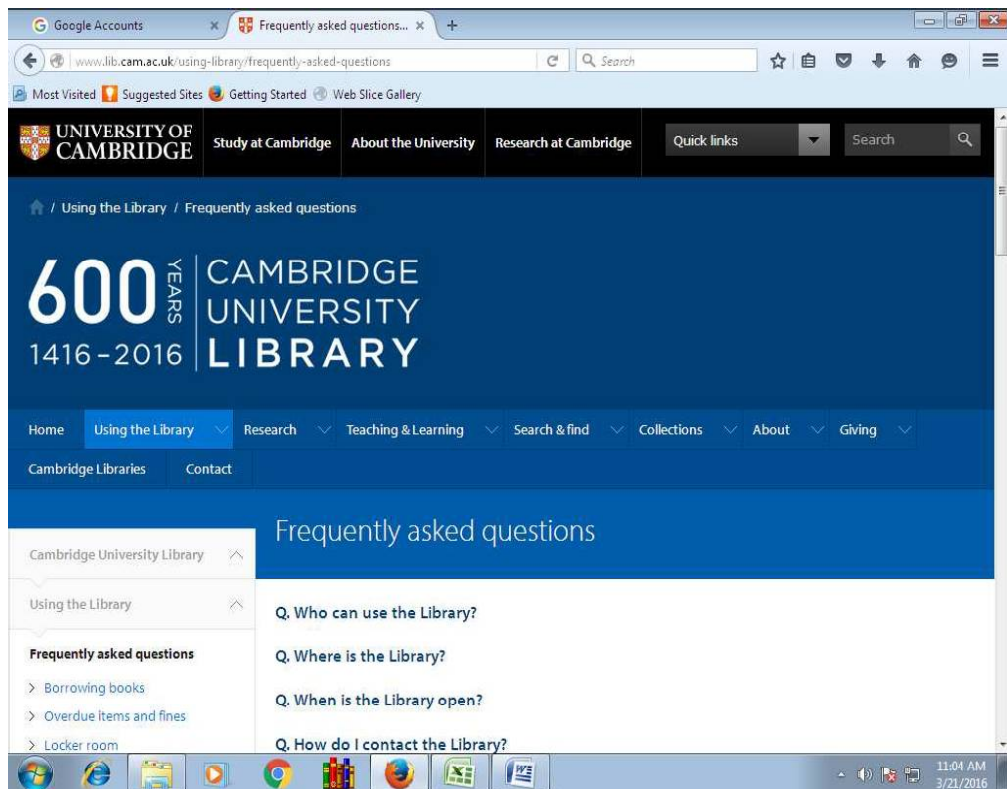 Google Accounts
Frequently asked questions...
www.lib.cam.ac.uk/using-library/frequently-asked-questions
Search
Most Visited Suggested Sites Getting Started Web Slice Gallery
UNIVERSITY OF
CAMBRIDGE
Study at Cambridge About the University Research at Cambridge Quick links Search
/ Using the Library / Frequently asked questions
600 YEARS
1416-2016
CAMBRIDGE
UNIVERSITY
LIBRARY
Home Using the Library Research Teaching & Learning Search & find Collections About Giving
Cambridge Libraries Contact
Frequently asked questions
Cambridge University Library
Using the Library
Frequently asked questions
> Borrowing books
> Overdue items and fines
> Locker room
Q. Who can use the Library?
Q. Where is the Library?
Q. When is the Library open?
Q. How do I contact the Library?
11:04 AM
3/21/2016